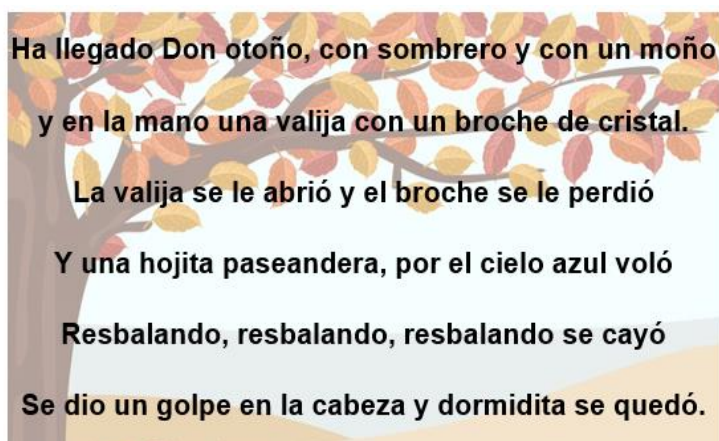 Ha llegado Don otoño, con sombrero y con un moño
y en la mano una valija con un broche de cristal.
La valija se le abrió y el broche se le perdió
Y una hojita paseandera, por el cielo azul voló
Resbalando, resbalando, resbalando se cayó
Se dio un golpe en la cabeza y dormidita se quedó.